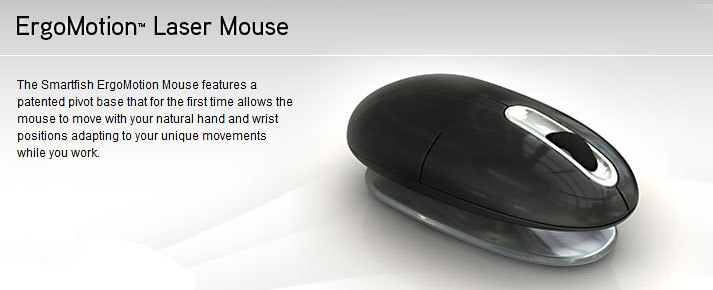 ErgoMotion™ Laser Mouse
The Smartfish ErgoMotion Mouse features a
patented pivot base that for the first time allows the
mouse to move with your natural hand and wrist
positions adapting to your unique movements
while you work.